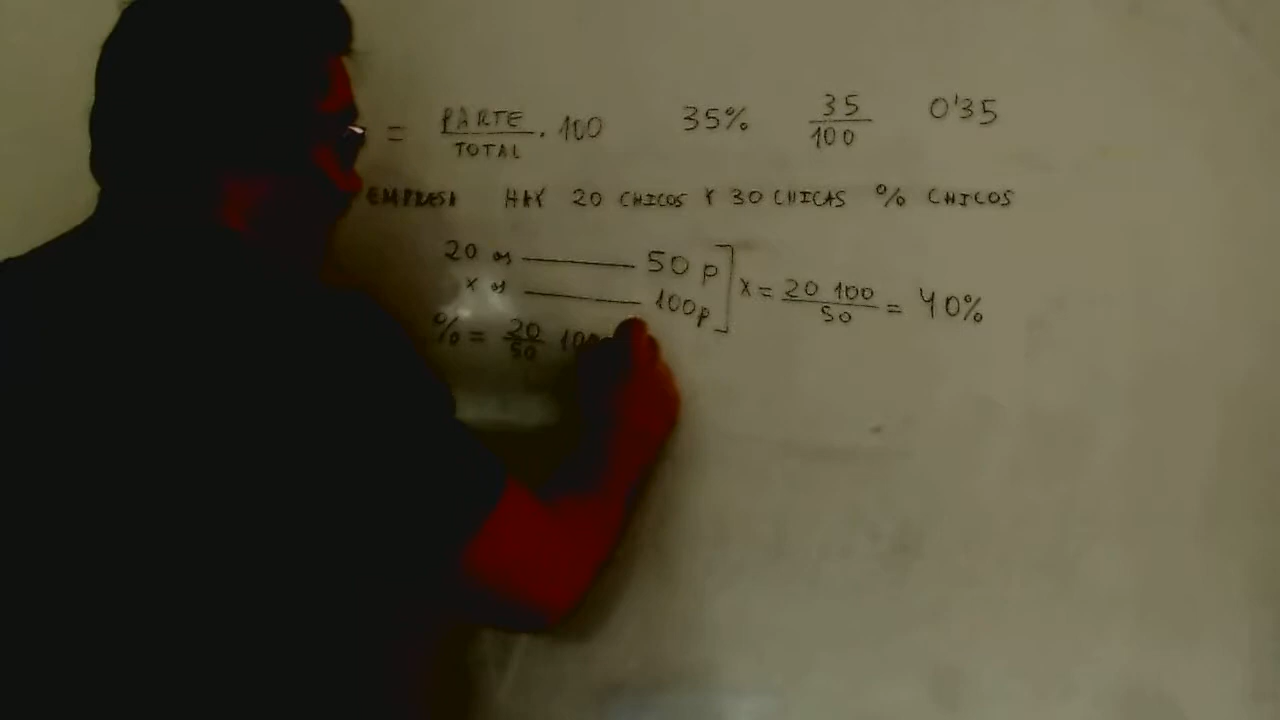 = PARTE/TOTAL . 100 35% 35/100 0'35
EMPRESA HAY 20 CHICOS Y 30 CHICAS % CHICOS
20 os 50 p
x os 100p
x = 20 100/50 = 40%
% = 20/50 100